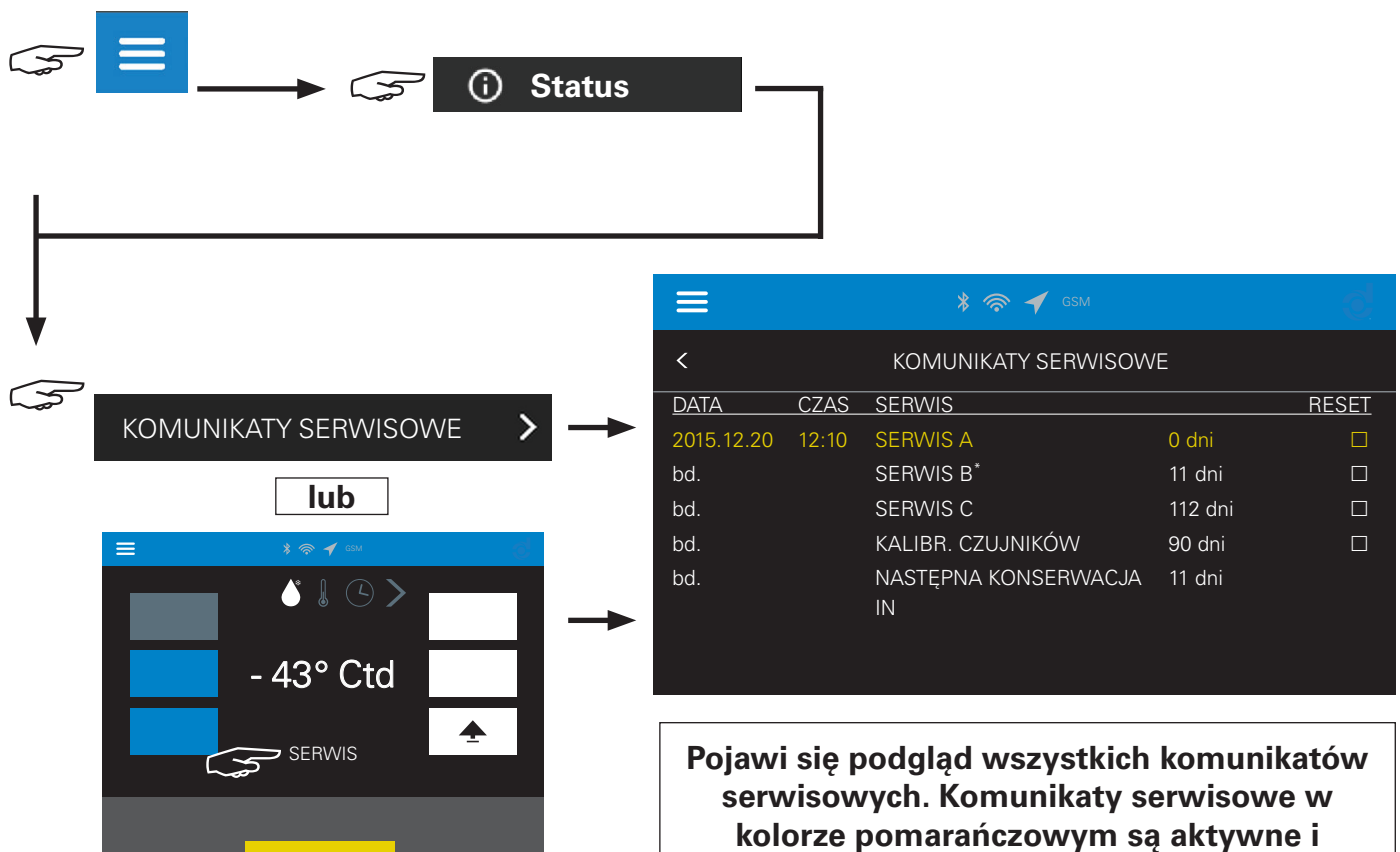 Status
KOMUNIKATY SERWISOWE
lub
GSM
- 43° Ctd
SERWIS
GSM
KOMUNIKATY SERWISOWE
DATA CZAS SERWIS RESET
2015.12.20 12:10 SERWIS A 0 dni
bd. SERWIS B* 11 dni
bd. SERWIS C 112 dni
bd. KALIBR. CZUJNIKÓW 90 dni
bd. NASTĘPNA KONSERWACJA 11 dni
IN
Pojawi się podgląd wszystkich komunikatów
serwisowych. Komunikaty serwisowe w
kolorze pomarańczowym są aktywne i